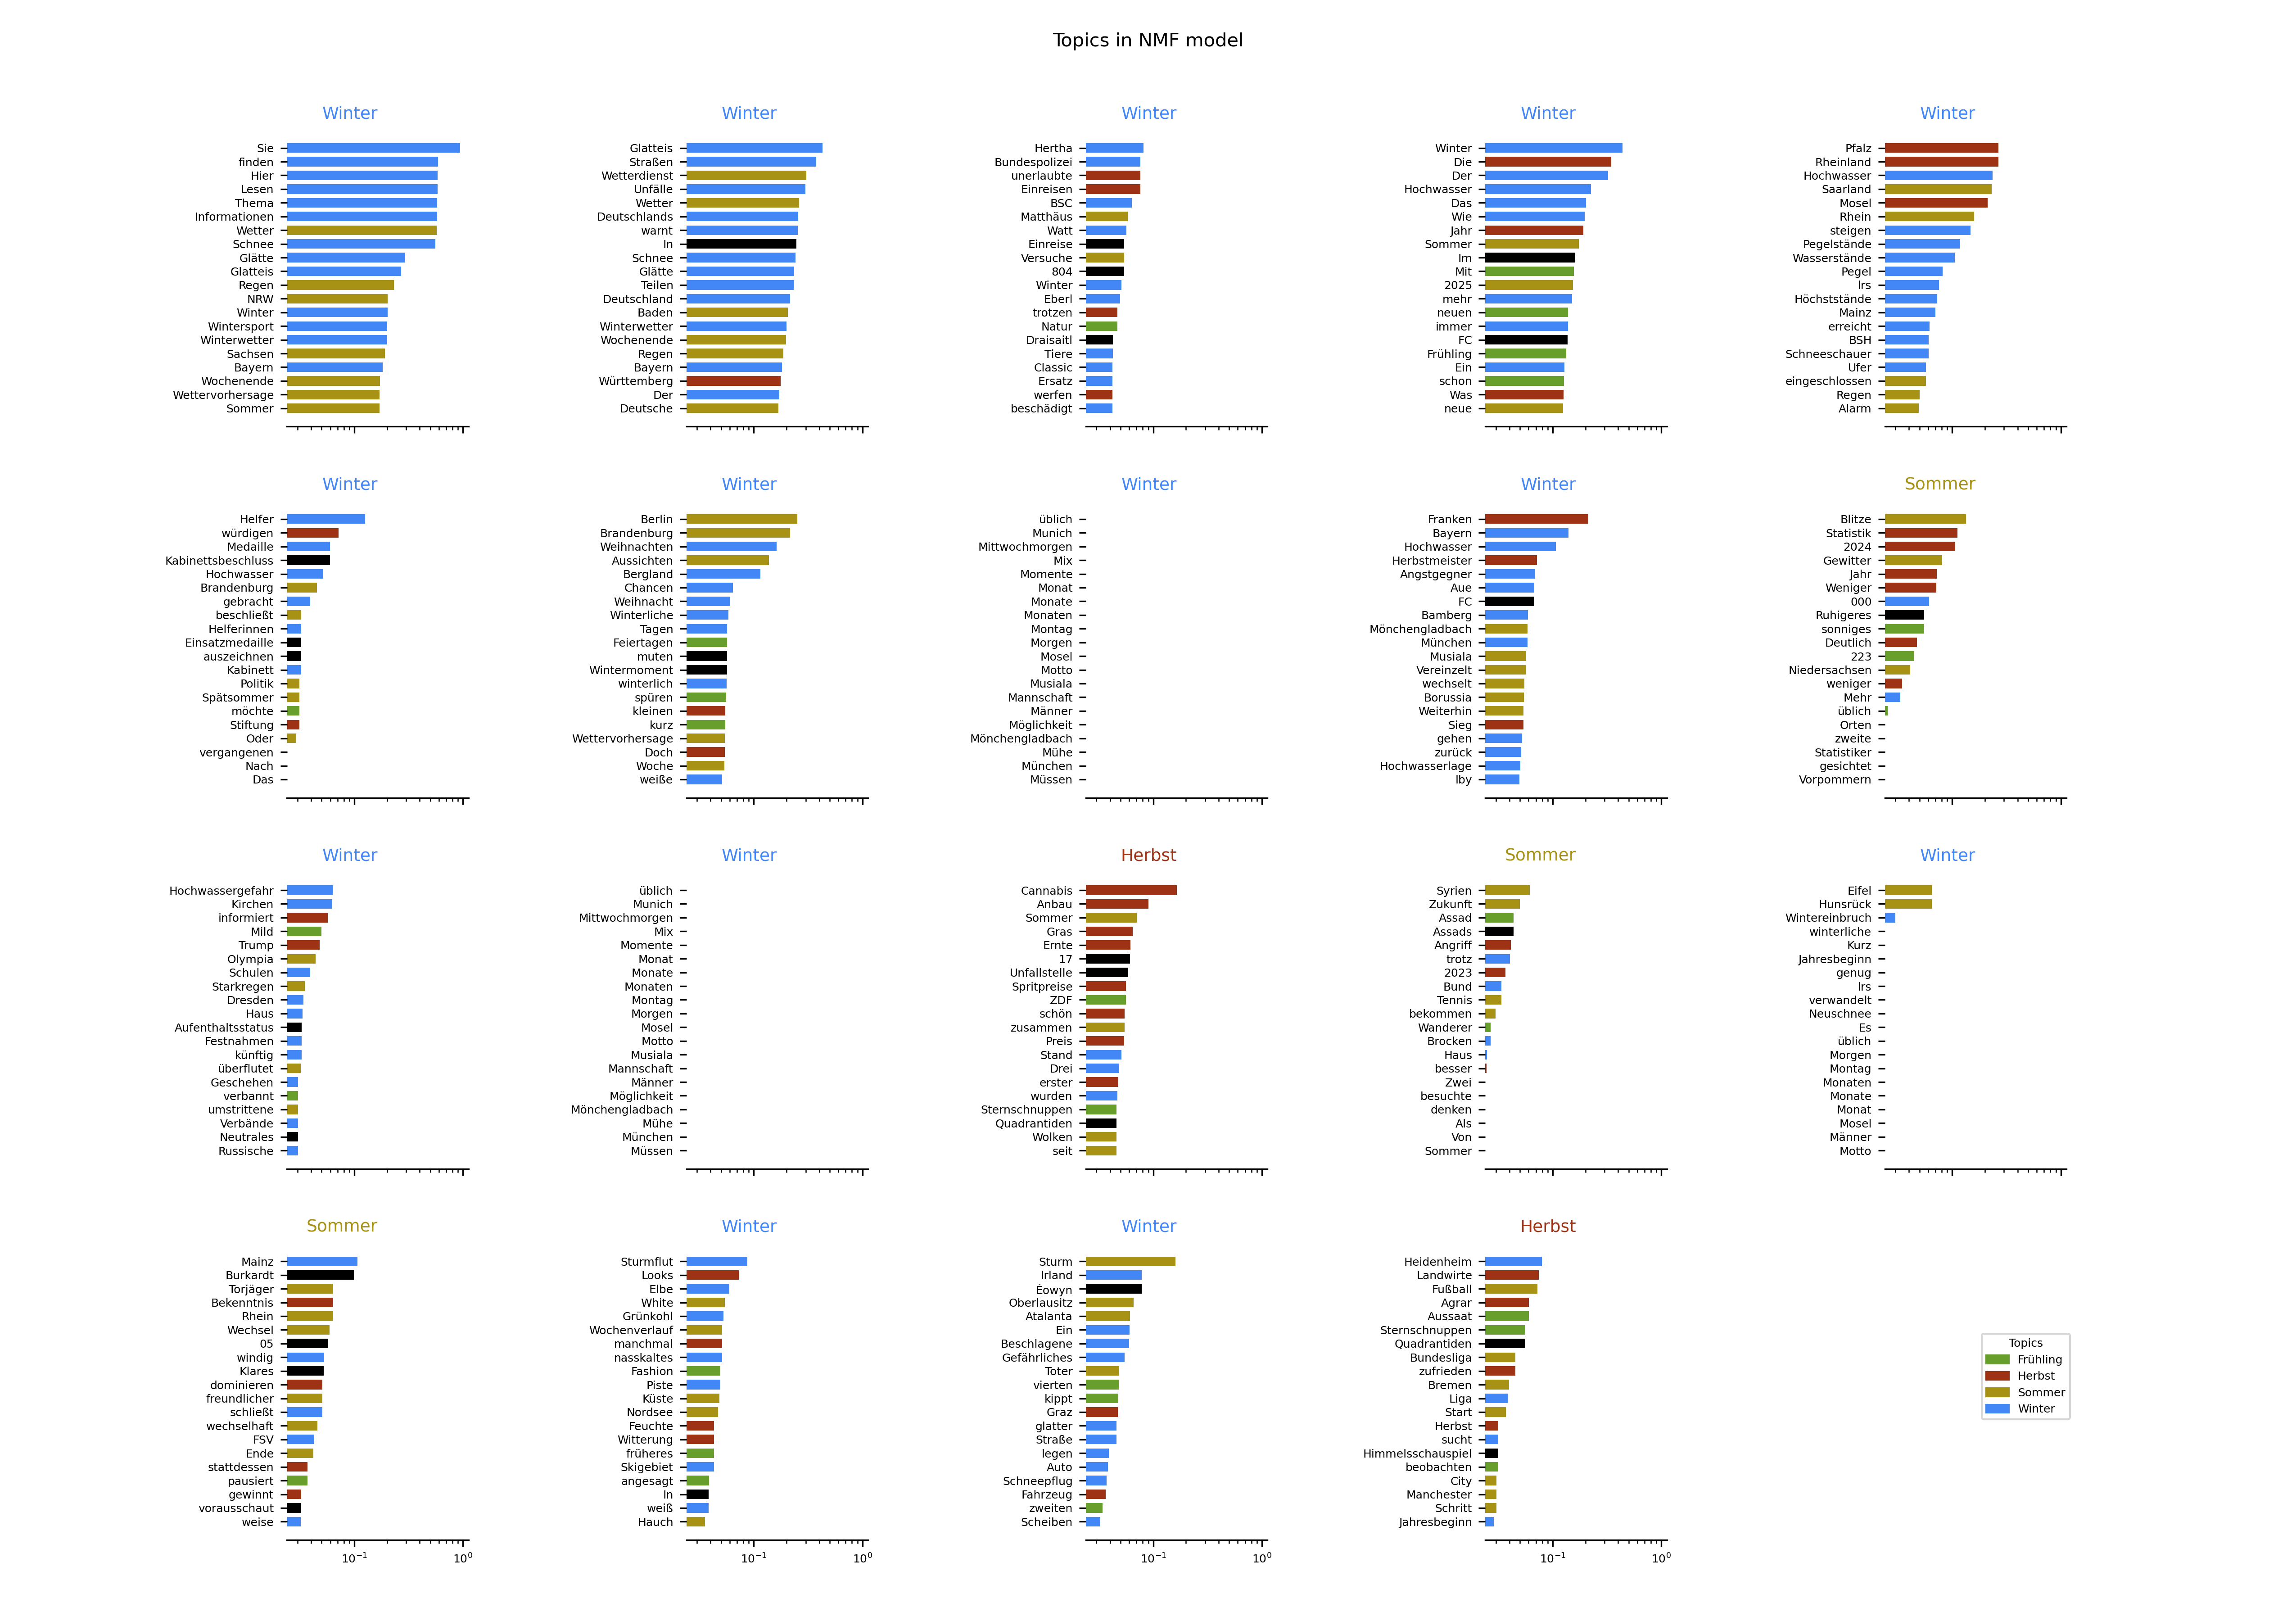 Topics in NMF model
Winter
Sie
finden
Hier
Lesen
Thema
Informationen
Wetter
Schnee
Glätte
Glatteis
Regen
NRW
Winter
Wintersport
Winterwetter
Sachsen
Bayern
Wochenende
Wettervorhersage
Sommer
Winter
Glatteis
Straßen
Wetterdienst
Unfälle
Wetter
Deutschlands
warnt
In
Schnee
Glätte
Teilen
Deutschland
Baden
Winterwetter
Wochenende
Regen
Bayern
Württemberg
Der
Deutsche
Winter
Hertha
Bundespolizei
unerlaubte
Einreisen
BSC
Matthäus
Watt
Einreise
Versuche
804
Winter
Eberl
trotzen
Natur
Draisaitl
Tiere
Classic
Ersatz
werfen
beschädigt
Winter
Winter
Die
Der
Hochwasser
Das
Wie
Jahr
Sommer
Im
Mit
2025
mehr
neuen
immer
FC
Frühling
Ein
schon
Was
neue
Winter
Pfalz
Rheinland
Hochwasser
Saarland
Mosel
Rhein
steigen
Pegelstände
Wasserstände
Pegel
Irs
Höchststände
Mainz
erreicht
BSH
Schneeschauer
Ufer
eingeschlossen
Regen
Alarm
Winter
Helfer
würdigen
Medaille
Kabinettsbeschluss
Hochwasser
Brandenburg
gebracht
beschließt
Helferinnen
Einsatzmedaille
auszeichnen
Kabinett
Politik
Spätsommer
möchte
Stiftung
Oder
vergangenen
Nach
Das
Winter
Berlin
Brandenburg
Weihnachten
Aussichten
Bergland
Chancen
Weihnacht
Winterliche
Tagen
Feiertagen
muten
Wintermoment
winterlich
spüren
kleinen
kurz
Wettervorhersage
Doch
Woche
weiße
Winter
üblich
Munich
Mittwochmorgen
Mix
Momente
Monat
Monate
Monaten
Montag
Morgen
Mosel
Motto
Musiala
Mannschaft
Männer
Möglichkeit
Mönchengladbach
Mühe
München
Müssen
Winter
Franken
Bayern
Hochwasser
Herbstmeister
Angstgegner
Aue
FC
Bamberg
Mönchengladbach
München
Musiala
Vereinzelt
wechselt
Borussia
Weiterhin
Sieg
gehen
zurück
Hochwasserlage
Iby
Sommer
Blitze
Statistik
2024
Gewitter
Jahr
Weniger
000
Ruhigeres
sonniges
Deutlich
223
Niedersachsen
weniger
Mehr
üblich
Orten
zweite
Statistiker
gesichtet
Vorpommern
Winter
Hochwassergefahr
Kirchen
informiert
Mild
Trump
Olympia
Schulen
Starkregen
Dresden
Haus
Aufenthaltsstatus
Festnahmen
künftig
überflutet
Geschehen
verbannt
umstrittene
Verbände
Neutrales
Russische
Winter
üblich
Munich
Mittwochmorgen
Mix
Momente
Monat
Monate
Monaten
Montag
Morgen
Mosel
Motto
Musiala
Mannschaft
Männer
Möglichkeit
Mönchengladbach
Mühe
München
Müssen
Herbst
Cannabis
Anbau
Sommer
Gras
Ernte
17
Unfallstelle
Spritpreise
ZDF
schön
zusammen
Preis
Stand
Drei
erster
wurden
Sternschnuppen
Quadrantiden
Wolken
seit
Sommer
Syrien
Zukunft
Assad
Assads
Angriff
trotz
2023
Bund
Tennis
bekommen
Wanderer
Brocken
Haus
besser
Zwei
besuchte
denken
Als
Von
Sommer
Winter
Eifel
Hunsrück
Wintereinbruch
winterliche
Kurz
Jahresbeginn
genug
Irs
verwandelt
Neuschnee
Es
üblich
Morgen
Montag
Monaten
Monate
Monat
Mosel
Männer
Motto
Sommer
Mainz
Burkardt
Torjäger
Bekenntnis
Rhein
Wechsel
05
windig
Klares
dominieren
freundlicher
schließt
wechselhaft
FSV
Ende
stattdessen
pausiert
gewinnt
vorausschaut
weise
10⁻¹ 10⁰
Winter
Sturmflut
Looks
Elbe
White
Grünkohl
Wochenverlauf
manchmal
nasskaltes
Fashion
Piste
Küste
Nordsee
Feuchte
Witterung
früheres
Skigebiet
angesagt
In
weiß
Hauch
10⁻¹ 10⁰
Winter
Sturm
Irland
Éowyn
Oberlausitz
Atalanta
Ein
Beschlagene
Gefährliches
Toter
vierten
kippt
Graz
glatter
Straße
legen
Auto
Schneepflug
Fahrzeug
zweiten
Scheiben
10⁻¹ 10⁰
Herbst
Heidenheim
Landwirte
Fußball
Agrar
Aussaat
Sternschnuppen
Quadrantiden
Bundesliga
zufrieden
Bremen
Liga
Start
Herbst
sucht
Himmelsschauspiel
beobachten
City
Manchester
Schritt
Jahresbeginn
10⁻¹ 10⁰
Topics
Frühling
Herbst
Sommer
Winter